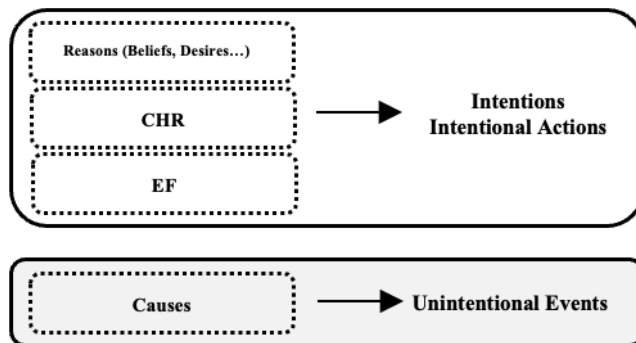 Reasons (Beliefs, Desires…)
CHR
EF
Intentions
Intentional Actions
Causes
Unintentional Events